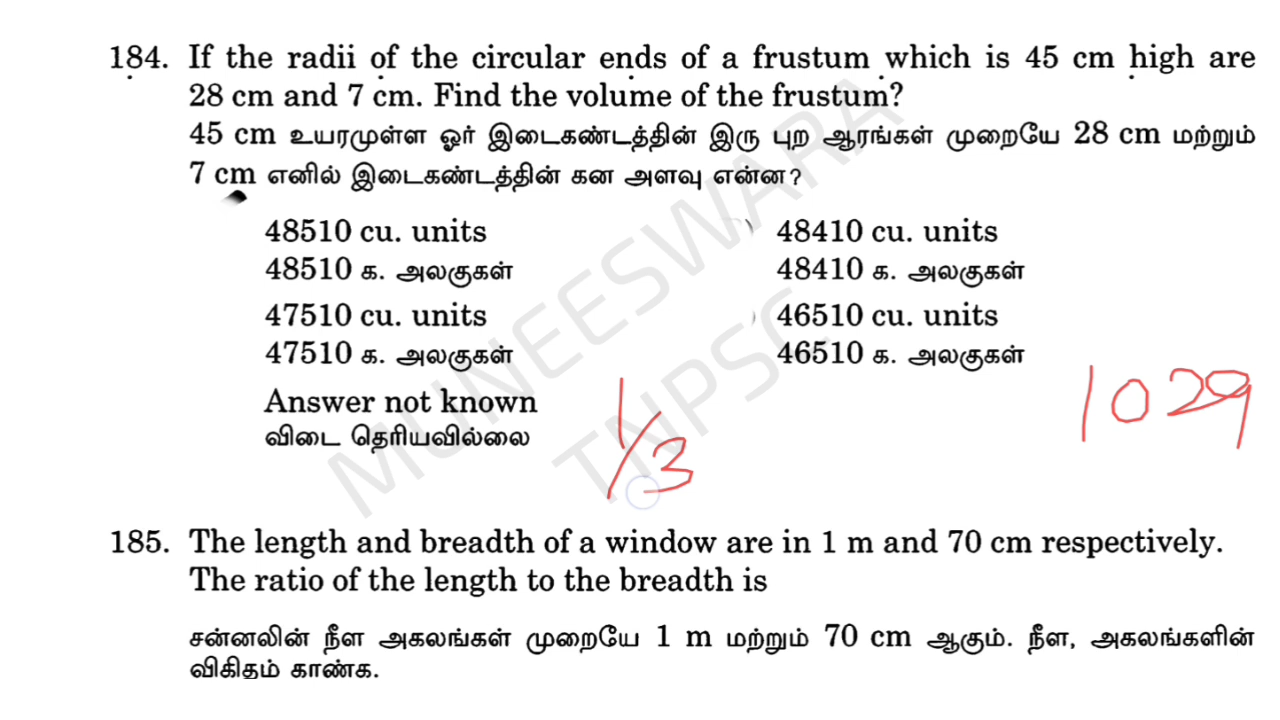 184. If the radii of the circular ends of a frustum which is 45 cm high are
28 cm and 7 cm. Find the volume of the frustum?
45 cm உயரமுள்ள ஓர் இடைகண்டத்தின் இரு புற ஆரங்கள் முறையே 28 cm மற்றும்
7 cm எனில் இடைகண்டத்தின் கன அளவு என்ன?
48510 cu. units
48510 க. அலகுகள்
48410 cu. units
48410 க. அலகுகள்
47510 cu. units
47510 க. அலகுகள்
46510 cu. units
46510 க. அலகுகள்
Answer not known
விடை தெரியவில்லை
1/3
1029
MUNEESWARA
TNPSC
185. The length and breadth of a window are in 1 m and 70 cm respectively.
The ratio of the length to the breadth is
சன்னலின் நீள அகலங்கள் முறையே 1 m மற்றும் 70 cm ஆகும். நீள, அகலங்களின்
விகிதம் காண்க.